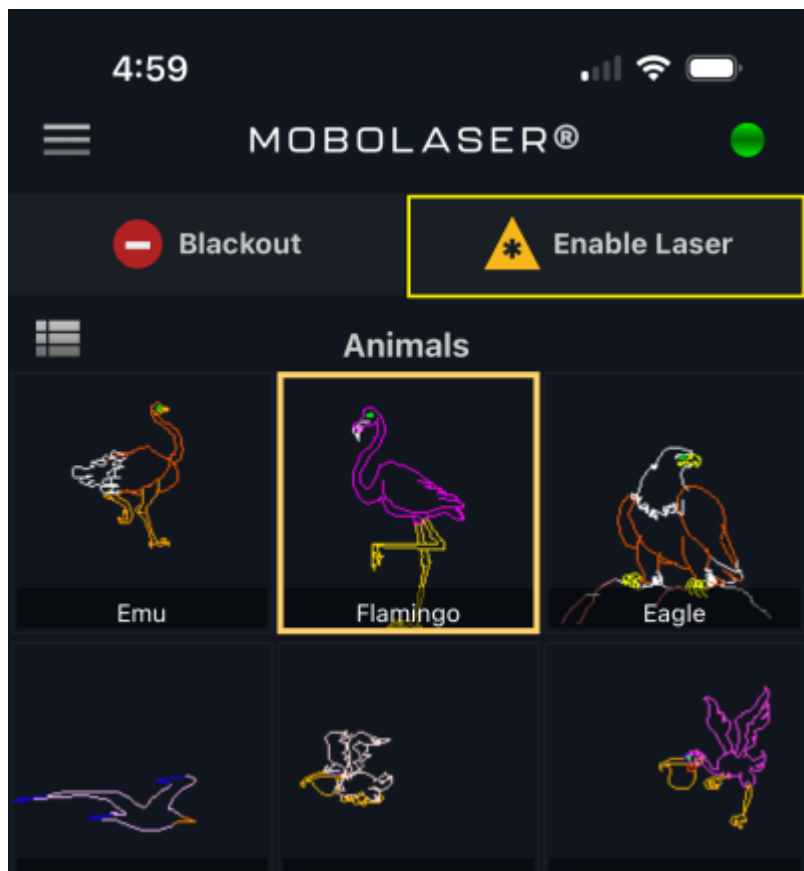 4:59
MOBOLASER®
Blackout
Enable Laser
Animals
Emu
Flamingo
Eagle